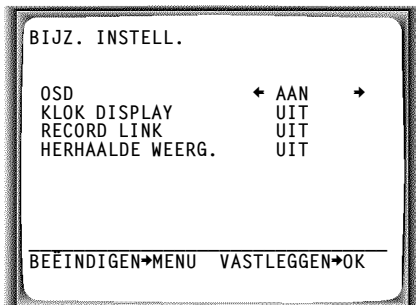 BIJZ. INSTELL.
OSD ← AAN →
KLOK DISPLAY UIT
RECORD LINK UIT
HERHAALDE WEERG. UIT
BEËINDIGEN→MENU VASTLEGGEN→OK